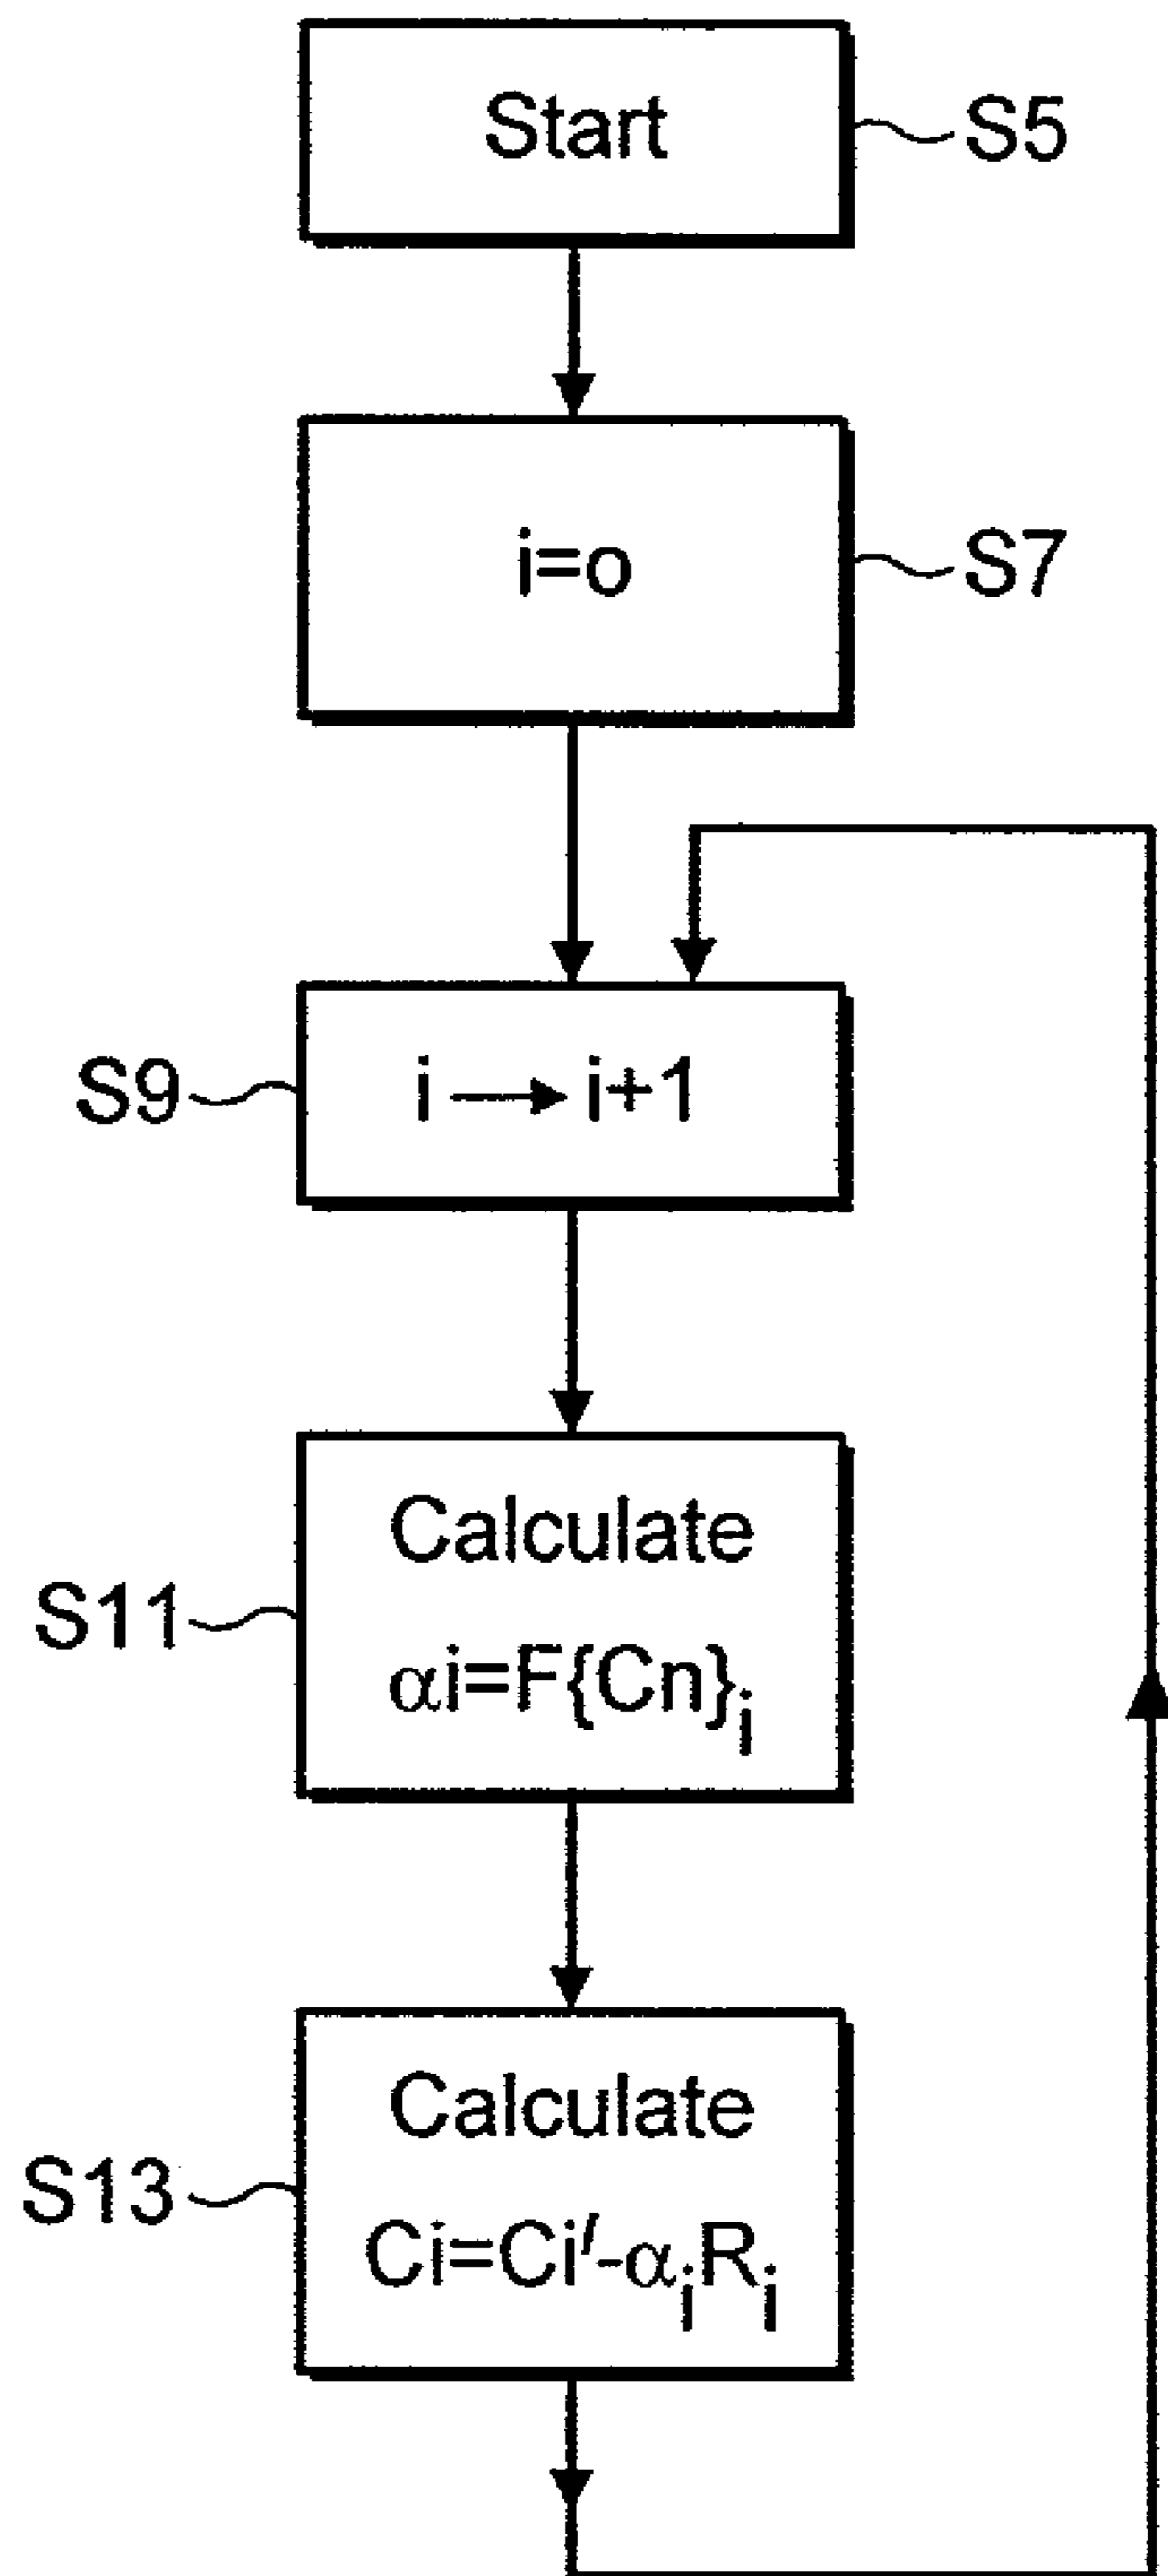 Start
S5
i=o
S7
S9
i → i+1
Calculate
S11
αi=F{Cn}i
Calculate
S13
Ci=Ci'-αiRi